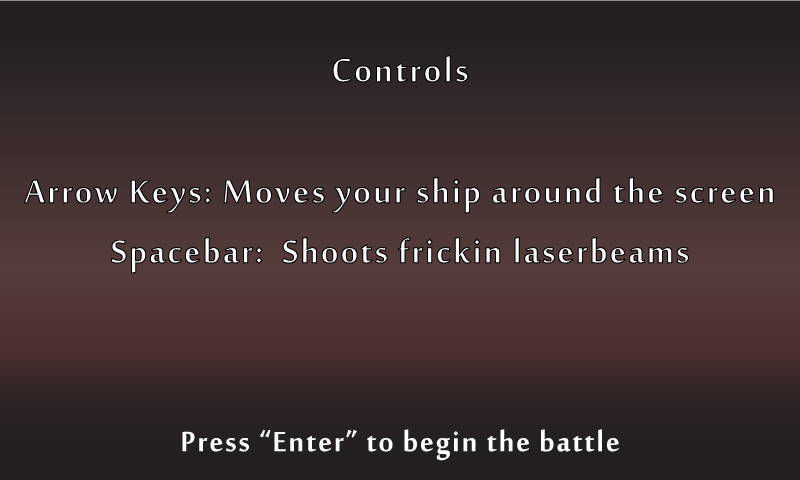 Controls
Arrow Keys: Moves your ship around the screen
Spacebar:  Shoots frickin laserbeams
Press “Enter” to begin the battle